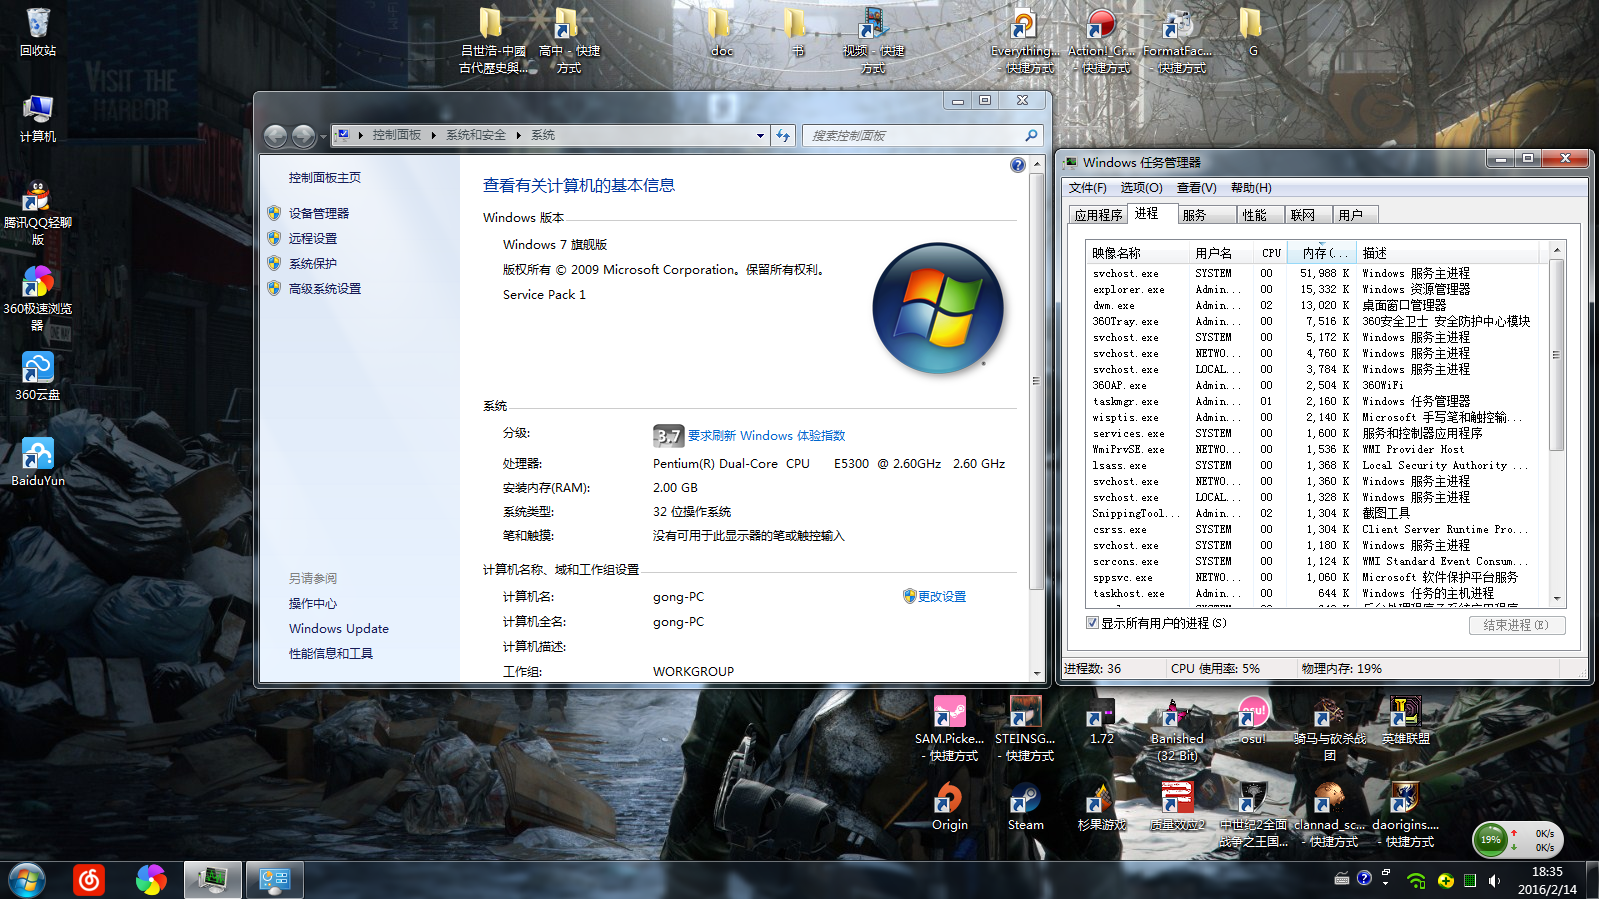 回收站
计算机
腾讯QQ轻聊
版
360极速浏览
器
360云盘
BaiduYun
吕世浩-中國
古代歷史與...
高中 - 快捷
方式
doc
书
视频 - 快捷
方式
Everything...
- 快捷方式
Action!_Cr...
- 快捷方式
FormatFac...
- 快捷方式
G
VISIT THE
HARBOR
控制面板 系统和安全 系统
搜索控制面板
控制面板主页
设备管理器
远程设置
系统保护
高级系统设置
另请参阅
操作中心
Windows Update
性能信息和工具
查看有关计算机的基本信息
Windows 版本
Windows 7 旗舰版
版权所有 © 2009 Microsoft Corporation。保留所有权利。
Service Pack 1
系统
分级: 3.7 要求刷新 Windows 体验指数
处理器: Pentium(R) Dual-Core CPU E5300 @ 2.60GHz 2.60 GHz
安装内存(RAM): 2.00 GB
系统类型: 32 位操作系统
笔和触摸: 没有可用于此显示器的笔或触控输入
计算机名称、域和工作组设置
计算机名: gong-PC 更改设置
计算机全名: gong-PC
计算机描述:
工作组: WORKGROUP
Windows 任务管理器
文件(F) 选项(O) 查看(V) 帮助(H)
应用程序 进程 服务 性能 联网 用户
映像名称 用户名 CPU 内存(... 描述
svchost.exe SYSTEM 00 51,988 K Windows 服务主进程
explorer.exe Admin... 00 15,332 K Windows 资源管理器
dwm.exe Admin... 02 13,020 K 桌面窗口管理器
360Tray.exe Admin... 00 7,516 K 360安全卫士 安全防护中心模块
svchost.exe SYSTEM 00 5,172 K Windows 服务主进程
svchost.exe NETWO... 00 4,760 K Windows 服务主进程
svchost.exe LOCAL... 00 3,784 K Windows 服务主进程
360AP.exe Admin... 00 2,504 K 360WiFi
taskmgr.exe Admin... 01 2,160 K Windows 任务管理器
wisptis.exe Admin... 00 2,140 K Microsoft 手写笔和触控输...
services.exe SYSTEM 00 1,600 K 服务和控制器应用程序
WmiPrvSE.exe NETWO... 00 1,536 K WMI Provider Host
lsass.exe SYSTEM 00 1,368 K Local Security Authority ...
svchost.exe NETWO... 00 1,360 K Windows 服务主进程
svchost.exe LOCAL... 00 1,328 K Windows 服务主进程
SnippingTool... Admin... 02 1,304 K 截图工具
csrss.exe SYSTEM 00 1,304 K Client Server Runtime Pro...
svchost.exe SYSTEM 00 1,180 K Windows 服务主进程
scrcons.exe SYSTEM 00 1,124 K WMI Standard Event Consum...
sppsvc.exe NETWO... 00 1,060 K Microsoft 软件保护平台服务
taskhost.exe Admin... 00 644 K Windows 任务的主机进程
显示所有用户的进程(S)
结束进程(E)
进程数: 36 CPU 使用率: 5% 物理内存: 19%
SAM.Picke...
- 快捷方式
STEINSG...
- 快捷方式
1.72
Banished
(32 Bit)
osu!
osu!
骑马与砍杀战
团
英雄联盟
Origin
Steam
杉果游戏
质量效应2
中世纪2全面
战争之王国...
clannad_sc...
- 快捷方式
daorigins....
- 快捷方式
19%
0K/s
0K/s
18:35
2016/2/14